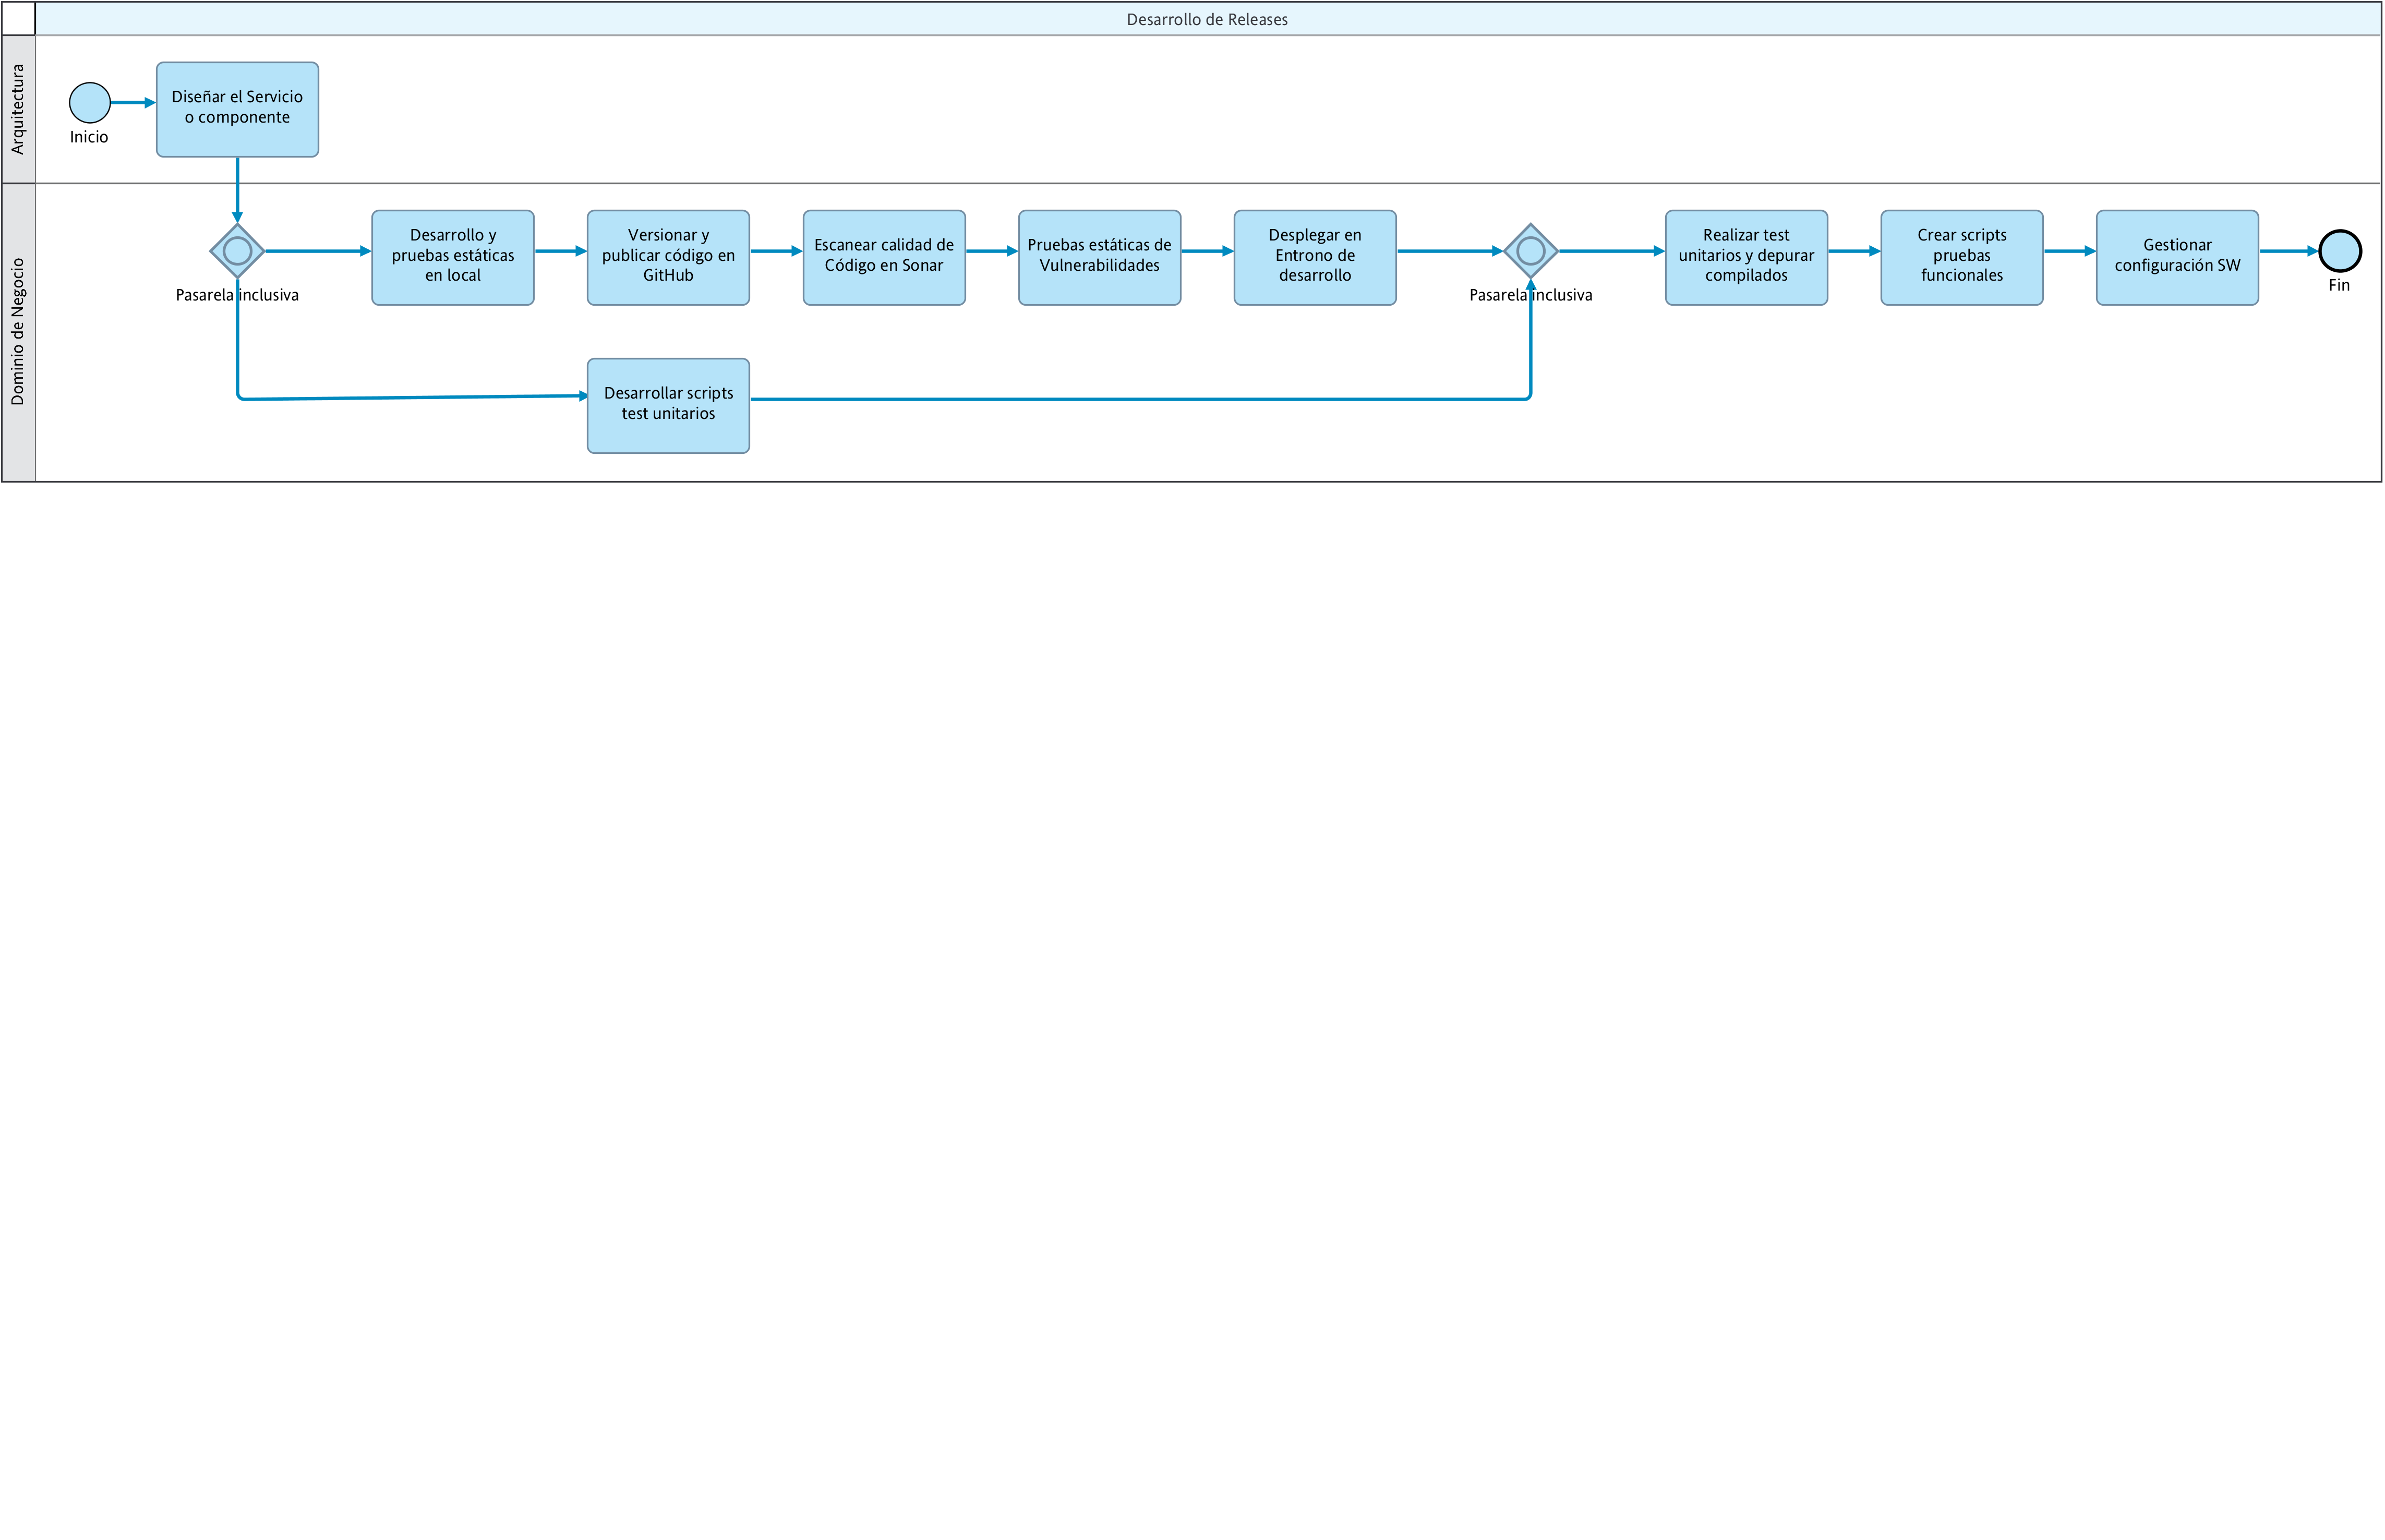 Desarrollo de Releases
Arquitectura
Inicio
Diseñar el Servicio
o componente
Dominio de Negocio
Pasarela inclusiva
Desarrollo y
pruebas estáticas
en local
Versionar y
publicar código en
GitHub
Escanear calidad de
Código en Sonar
Pruebas estáticas de
Vulnerabilidades
Desplegar en
Entrono de
desarrollo
Pasarela inclusiva
Realizar test
unitarios y depurar
compilados
Crear scripts
pruebas
funcionales
Gestionar
configuración SW
Fin
Desarrollar scripts
test unitarios